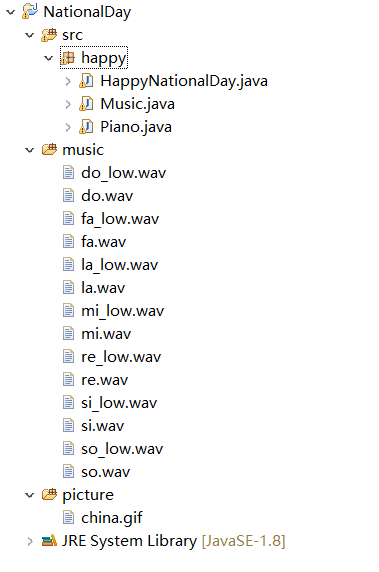 NationalDay
src
happy
HappyNationalDay.java
Music.java
Piano.java
music
do_low.wav
do.wav
fa_low.wav
fa.wav
la_low.wav
la.wav
mi_low.wav
mi.wav
re_low.wav
re.wav
si_low.wav
si.wav
so_low.wav
so.wav
picture
china.gif
JRE System Library [JavaSE-1.8]